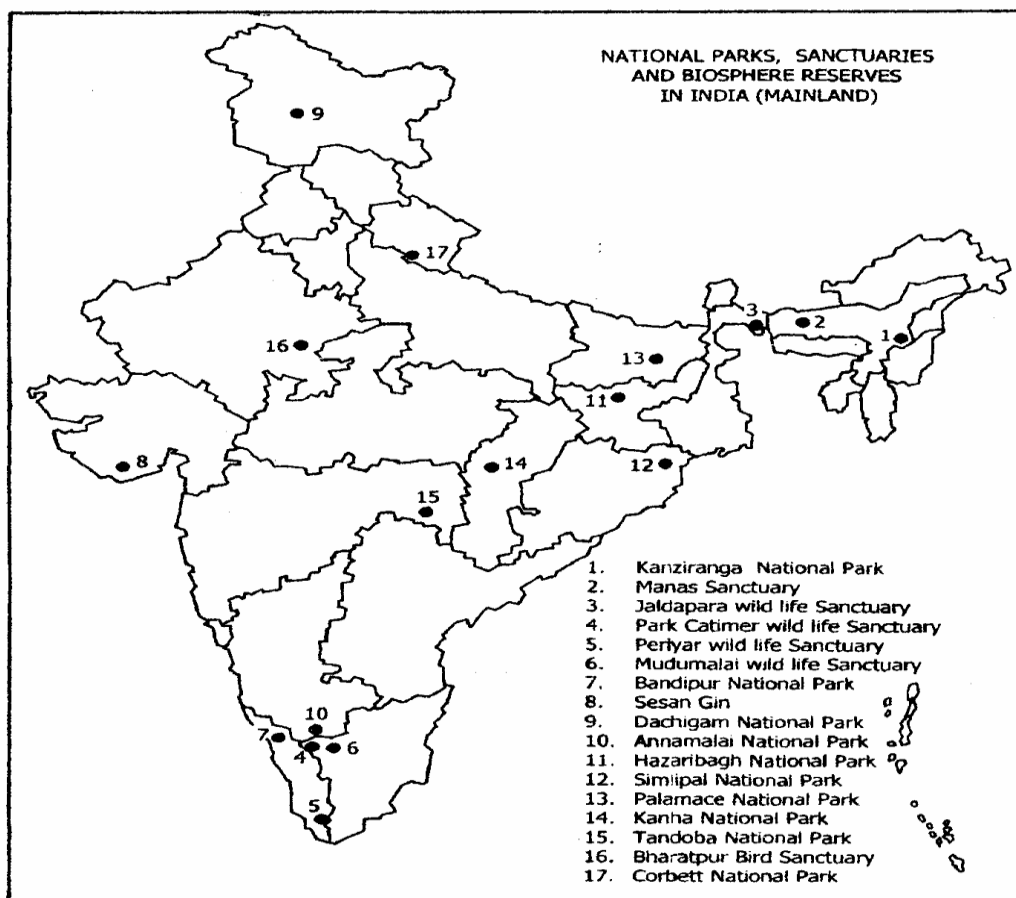 NATIONAL PARKS, SANCTUARIES
AND BIOSPHERE RESERVES
IN INDIA (MAINLAND)
9
17
3
2
1
16
13
11
8
14
12
15
10
7
4
6
5
1. Kanziranga National Park
2. Manas Sanctuary
3. Jaldapara wild life Sanctuary
4. Park Catimer wild life Sanctuary
5. Periyar wild life Sanctuary
6. Mudumalai wild life Sanctuary
7. Bandipur National Park
8. Sesan Gin
9. Dachigam National Park
10. Annamalai National Park
11. Hazaribagh National Park
12. Simlipal National Park
13. Palamace National Park
14. Kanha National Park
15. Tandoba National Park
16. Bharatpur Bird Sanctuary
17. Corbett National Park